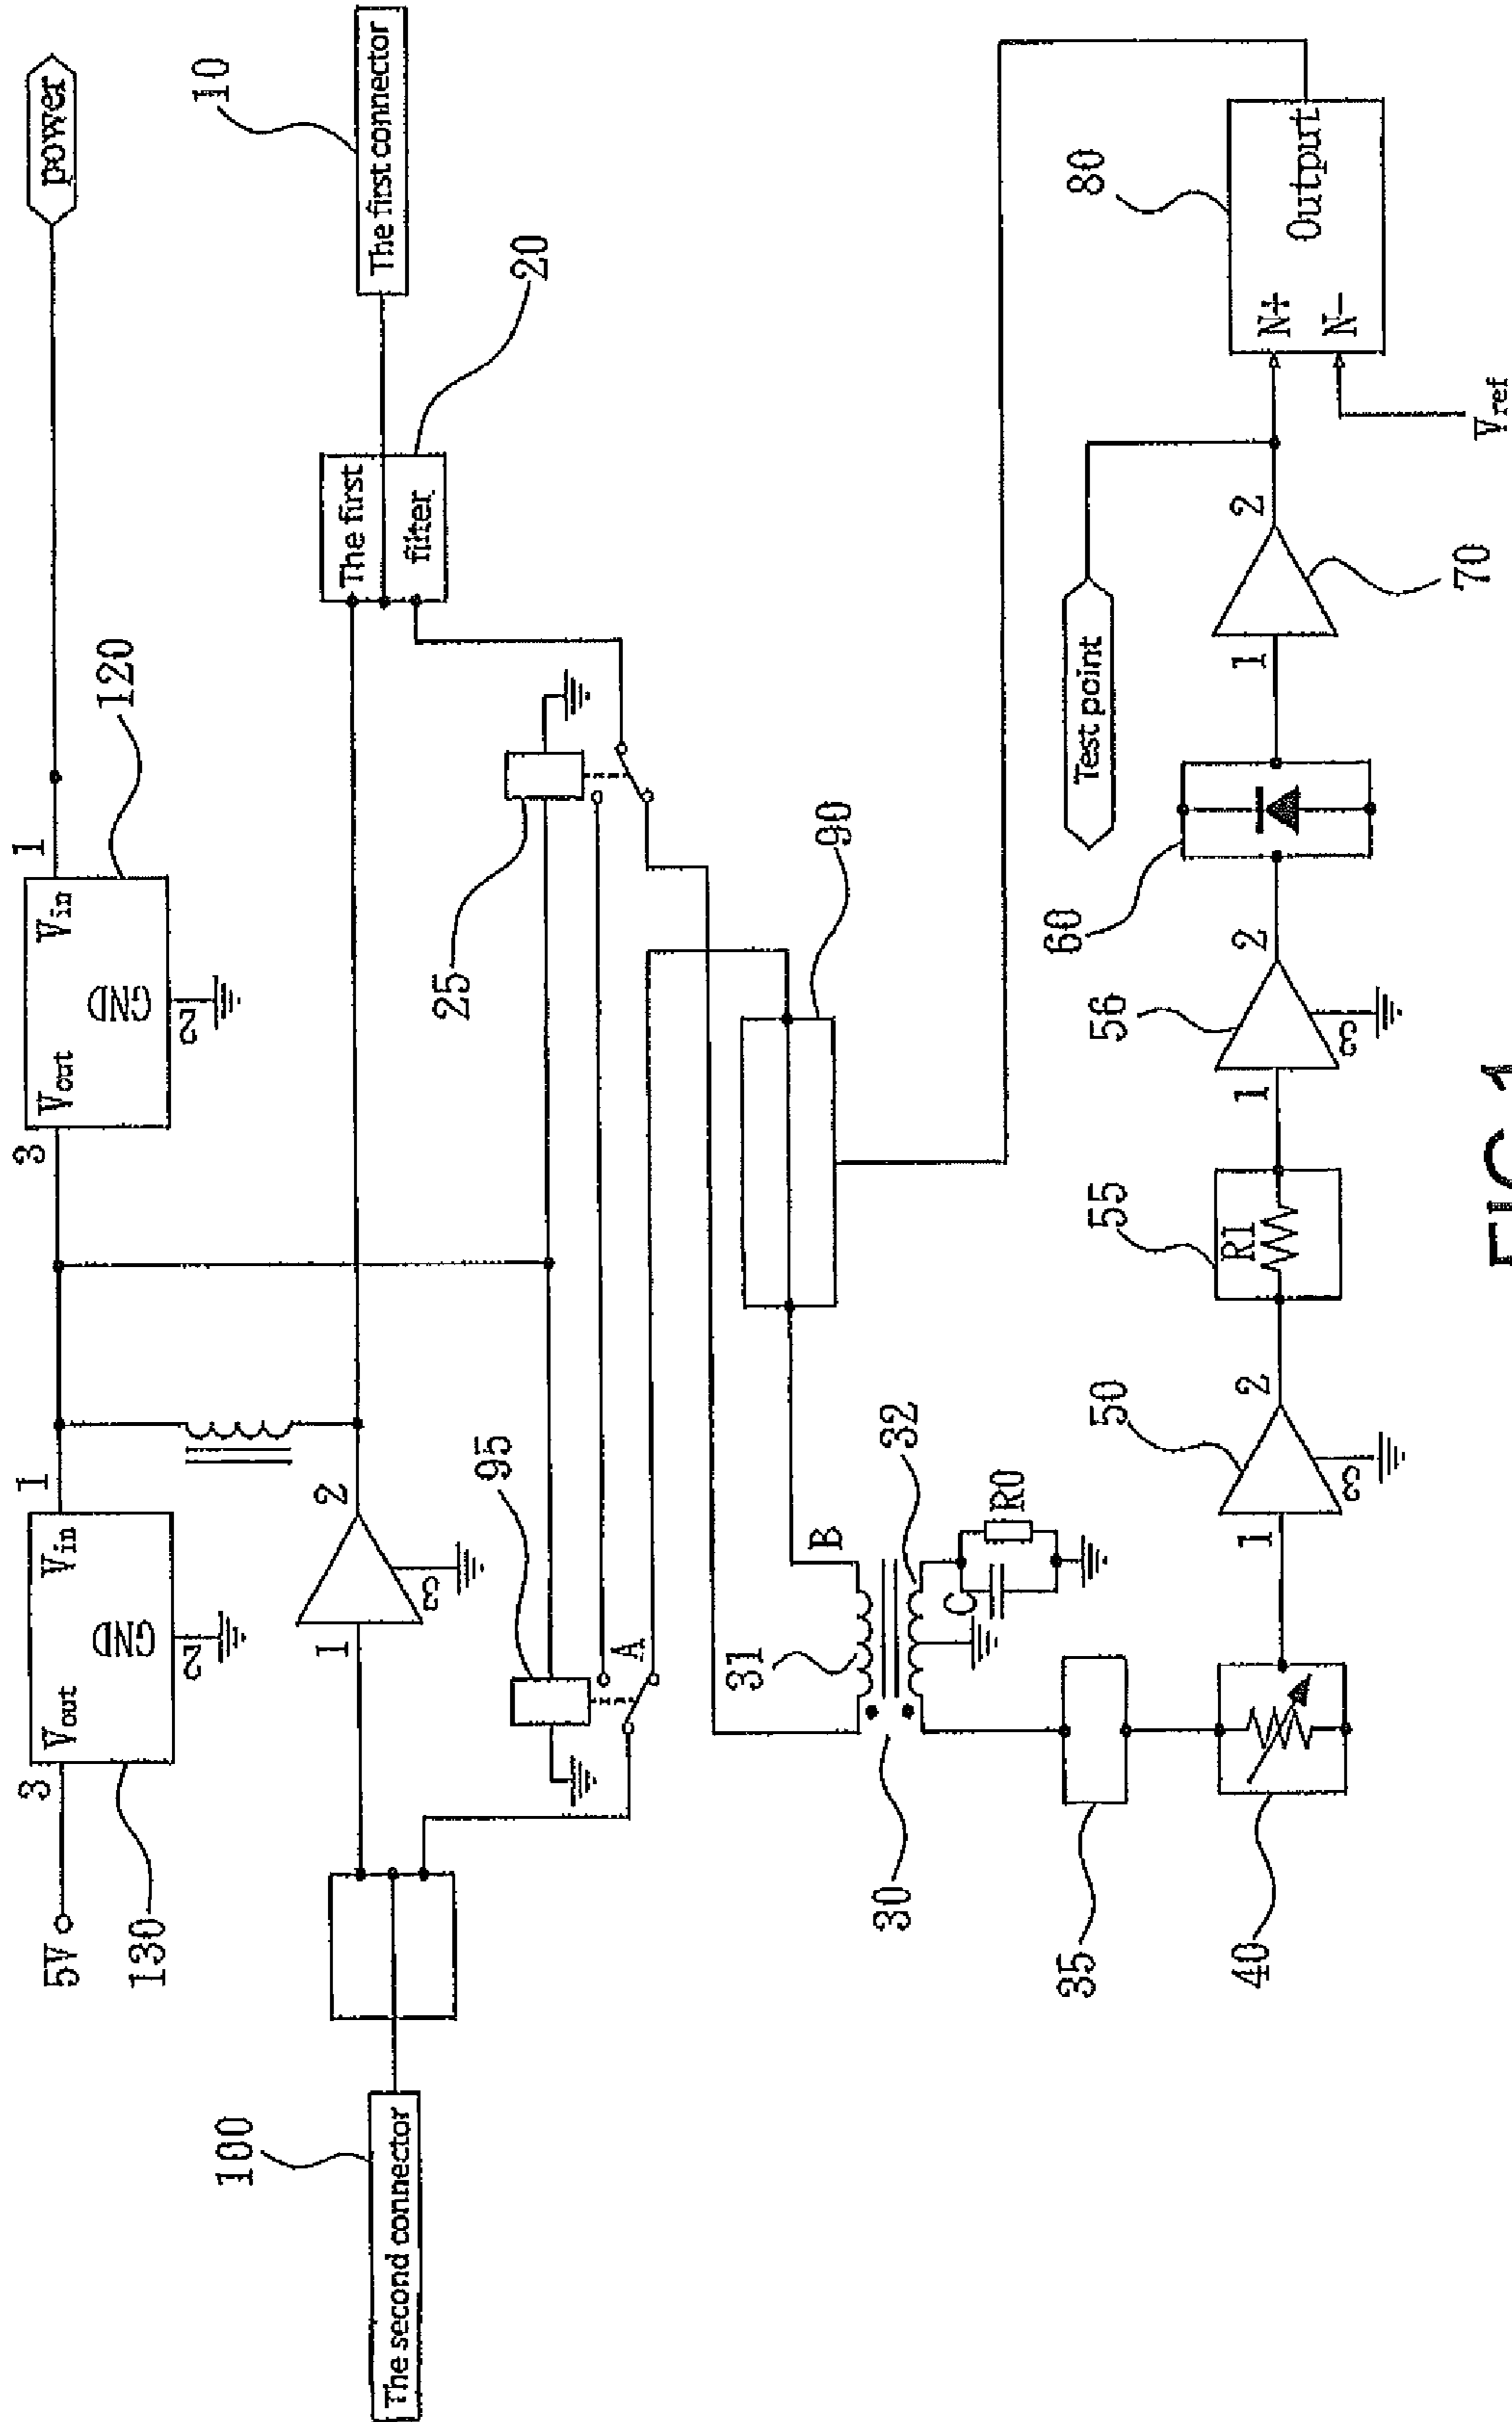 power
120
1
Vin
Vout
GND
2
3
1
Vin
Vout
GND
2
3
5V
130
10
The first connector
20
The first
filter
25
2
1
3
95
A
100
The second connector
90
B
31
32
30
C
R0
35
40
1
50
2
3
55
R1
1
56
2
3
60
1
70
2
Test point
80
N+
N-
Output
Vref